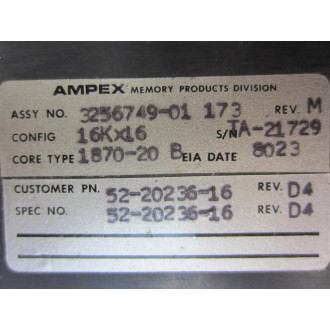 AMPEX MEMORY PRODUCTS DIVISION
ASSY NO. 3256749-01 173 REV. M
CONFIG 16Kx16 S/N TA-21729
CORE TYPE 1870-20 B EIA DATE 8023
CUSTOMER PN. 52-20236-16 REV. D4
SPEC NO. 52-20236-16 REV. D4